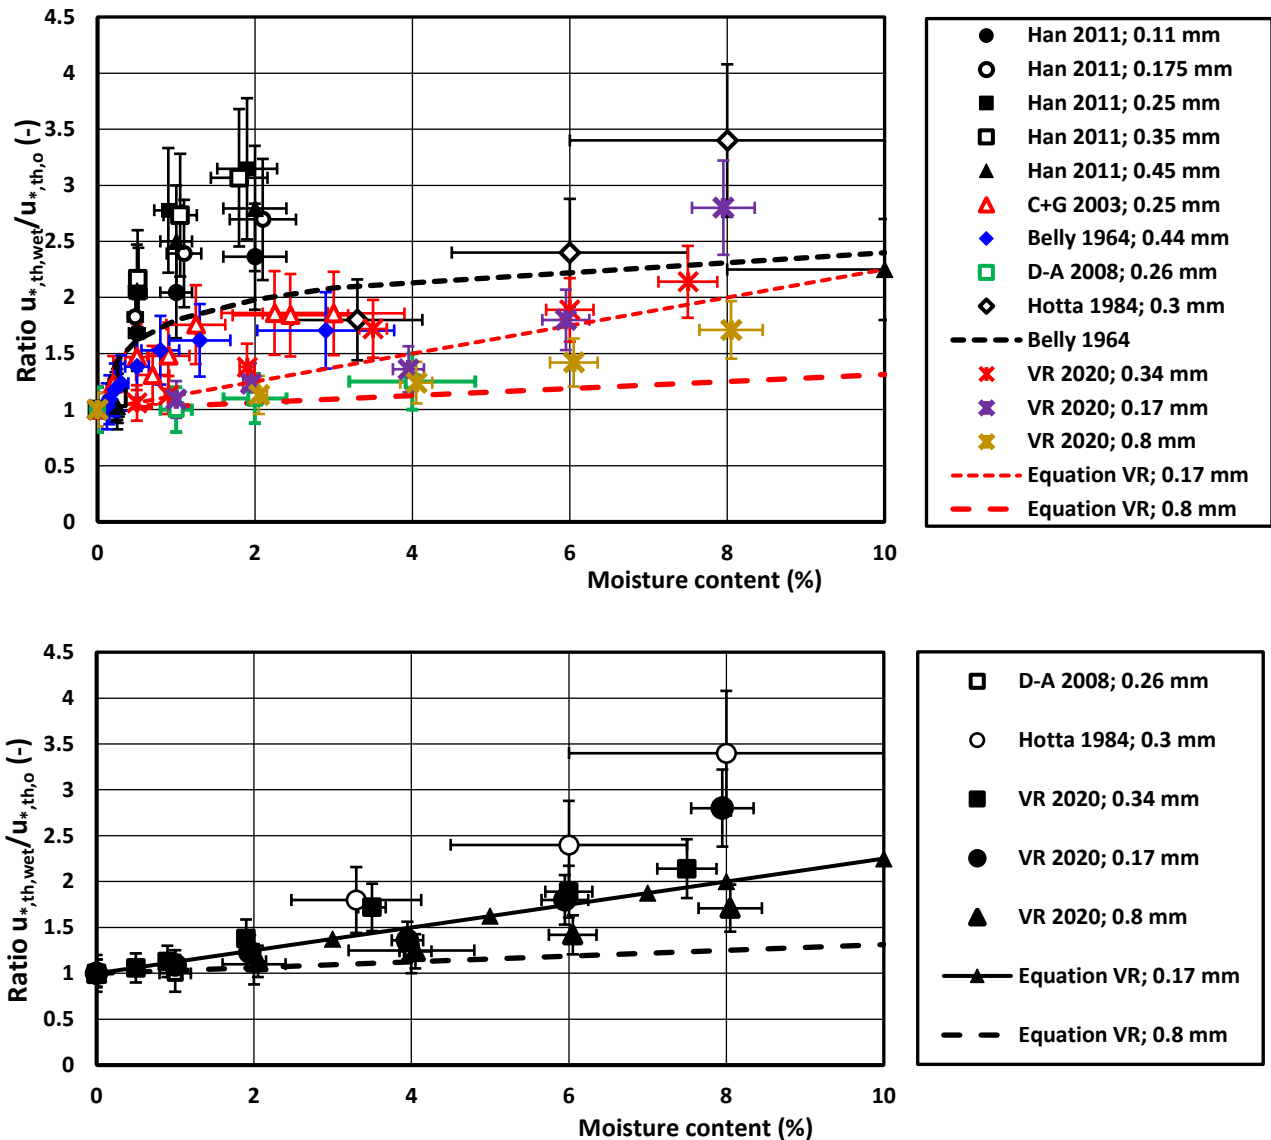 4.5
4
3.5
3
2.5
2
1.5
1
0.5
0
Ratio u*,th,wet/u*,th,o (-)
0 2 4 6 8 10
Moisture content (%)
Han 2011; 0.11 mm
Han 2011; 0.175 mm
Han 2011; 0.25 mm
Han 2011; 0.35 mm
Han 2011; 0.45 mm
C+G 2003; 0.25 mm
Belly 1964; 0.44 mm
D-A 2008; 0.26 mm
Hotta 1984; 0.3 mm
Belly 1964
VR 2020; 0.34 mm
VR 2020; 0.17 mm
VR 2020; 0.8 mm
Equation VR; 0.17 mm
Equation VR; 0.8 mm
4.5
4
3.5
3
2.5
2
1.5
1
0.5
0
Ratio u*,th,wet/u*,th,o (-)
0 2 4 6 8 10
Moisture content (%)
D-A 2008; 0.26 mm
Hotta 1984; 0.3 mm
VR 2020; 0.34 mm
VR 2020; 0.17 mm
VR 2020; 0.8 mm
Equation VR; 0.17 mm
Equation VR; 0.8 mm